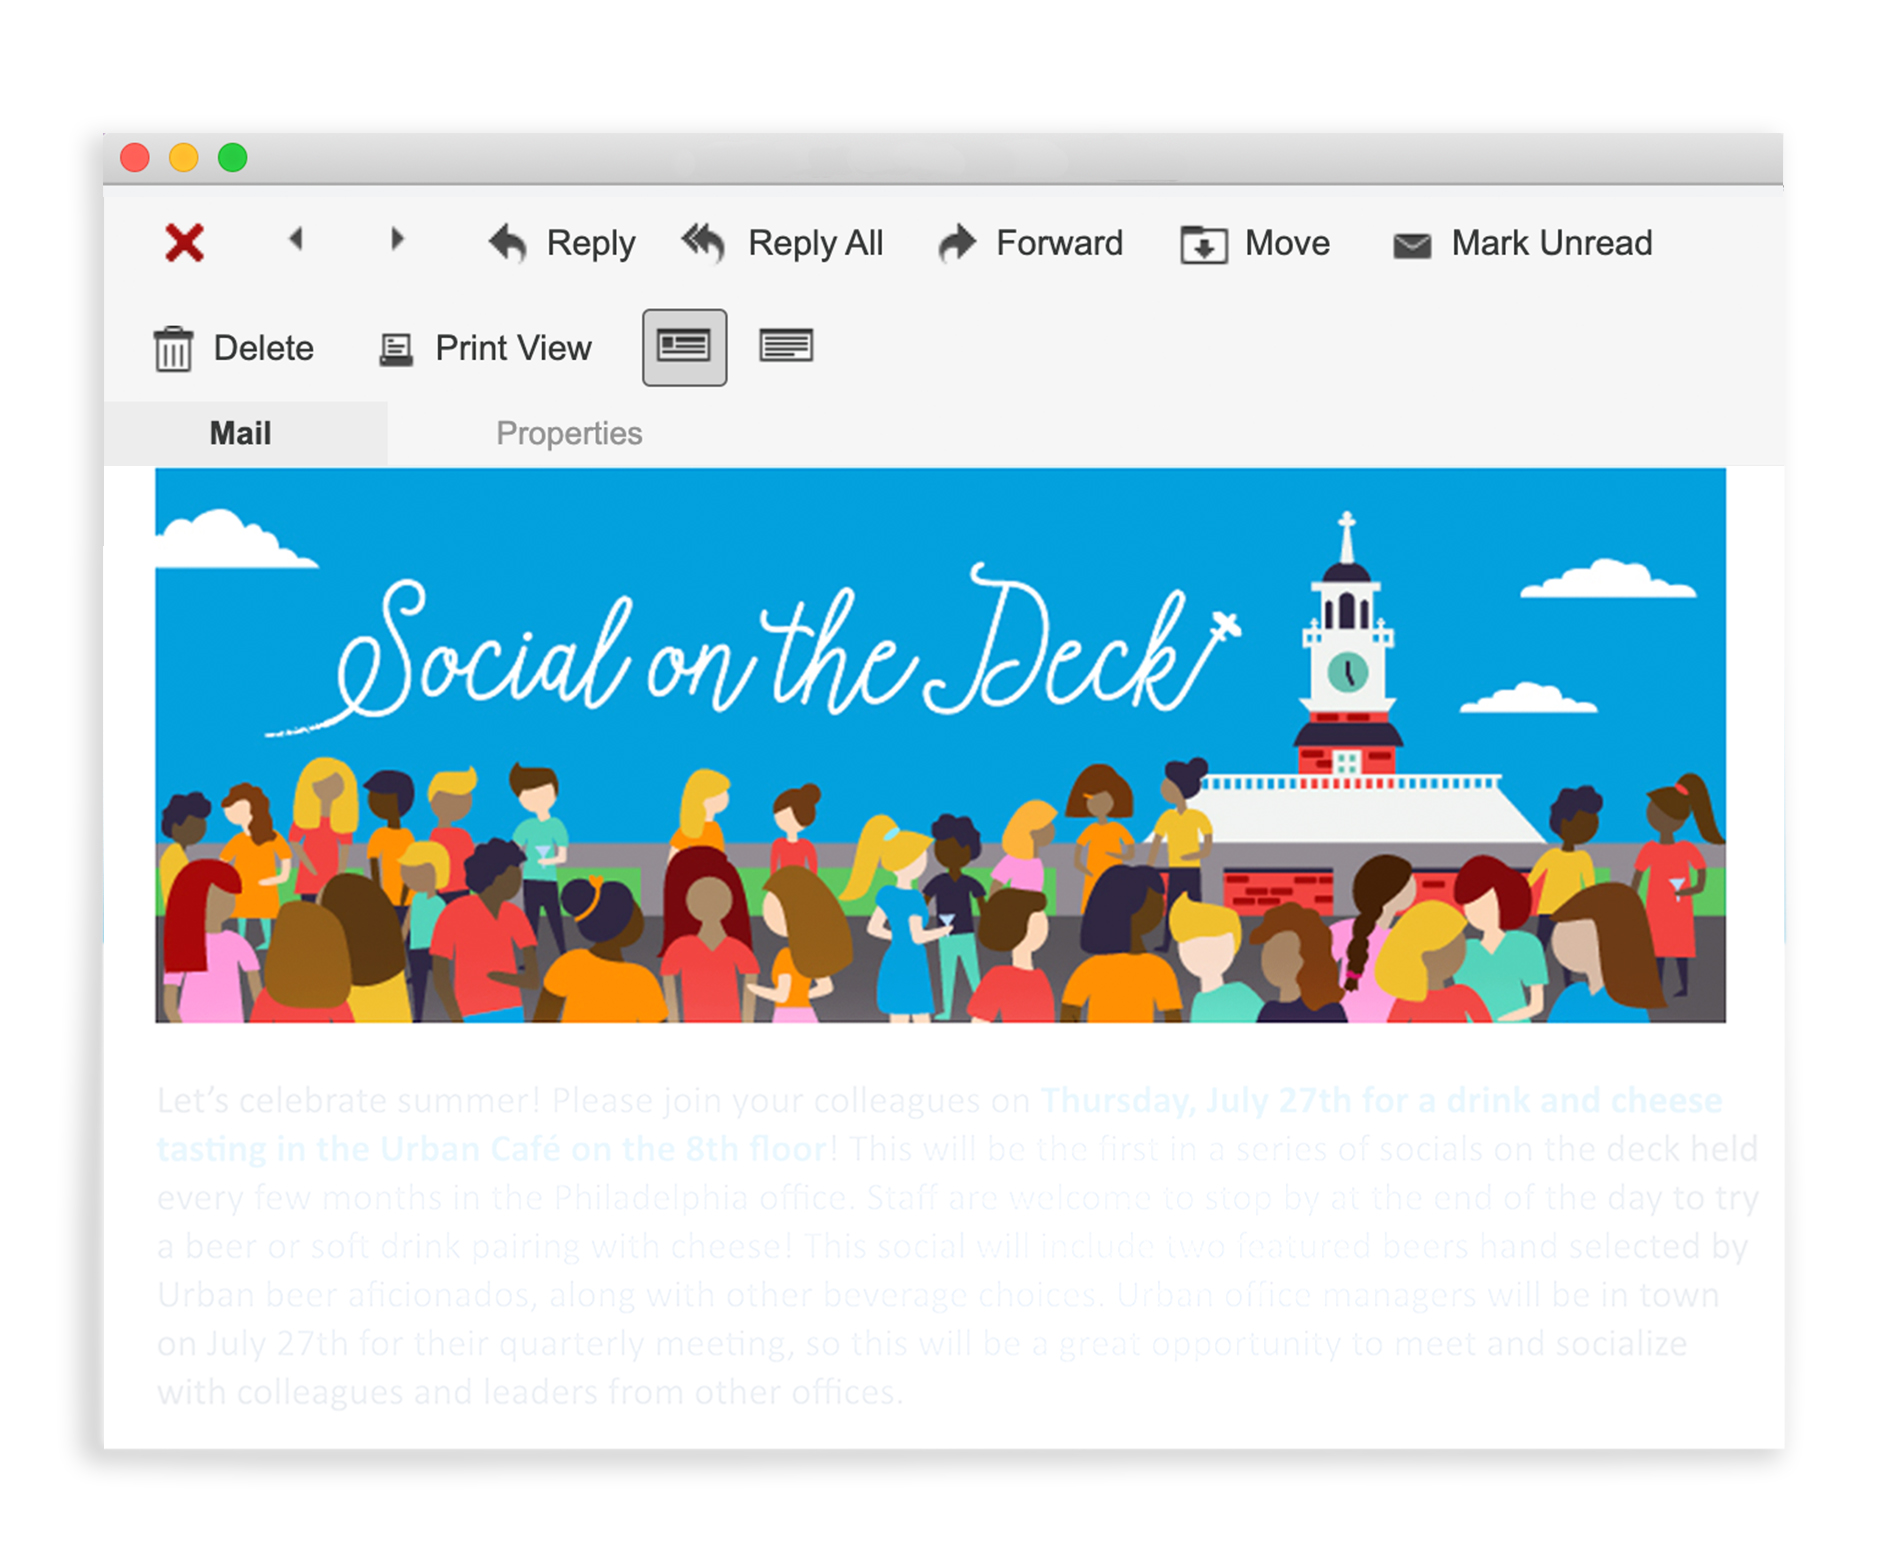 Reply Reply All Forward Move Mark Unread
Delete Print View
Mail Properties
Social on the Deck
Let's celebrate summer! Please join your colleagues on Thursday, July 27th for a drink and cheese
tasting in the Urban Café on the 8th floor! This will be the first in a series of socials on the deck held
every few months in the Philadelphia office. Staff are welcome to stop by at the end of the day to try
a beer or soft drink pairing with cheese! This social will include two featured beers hand selected by
Urban beer aficionados, along with other beverage choices. Urban office managers will be in town
on July 27th for their quarterly meeting, so this will be a great opportunity to meet and socialize
with colleagues and leaders from other offices.